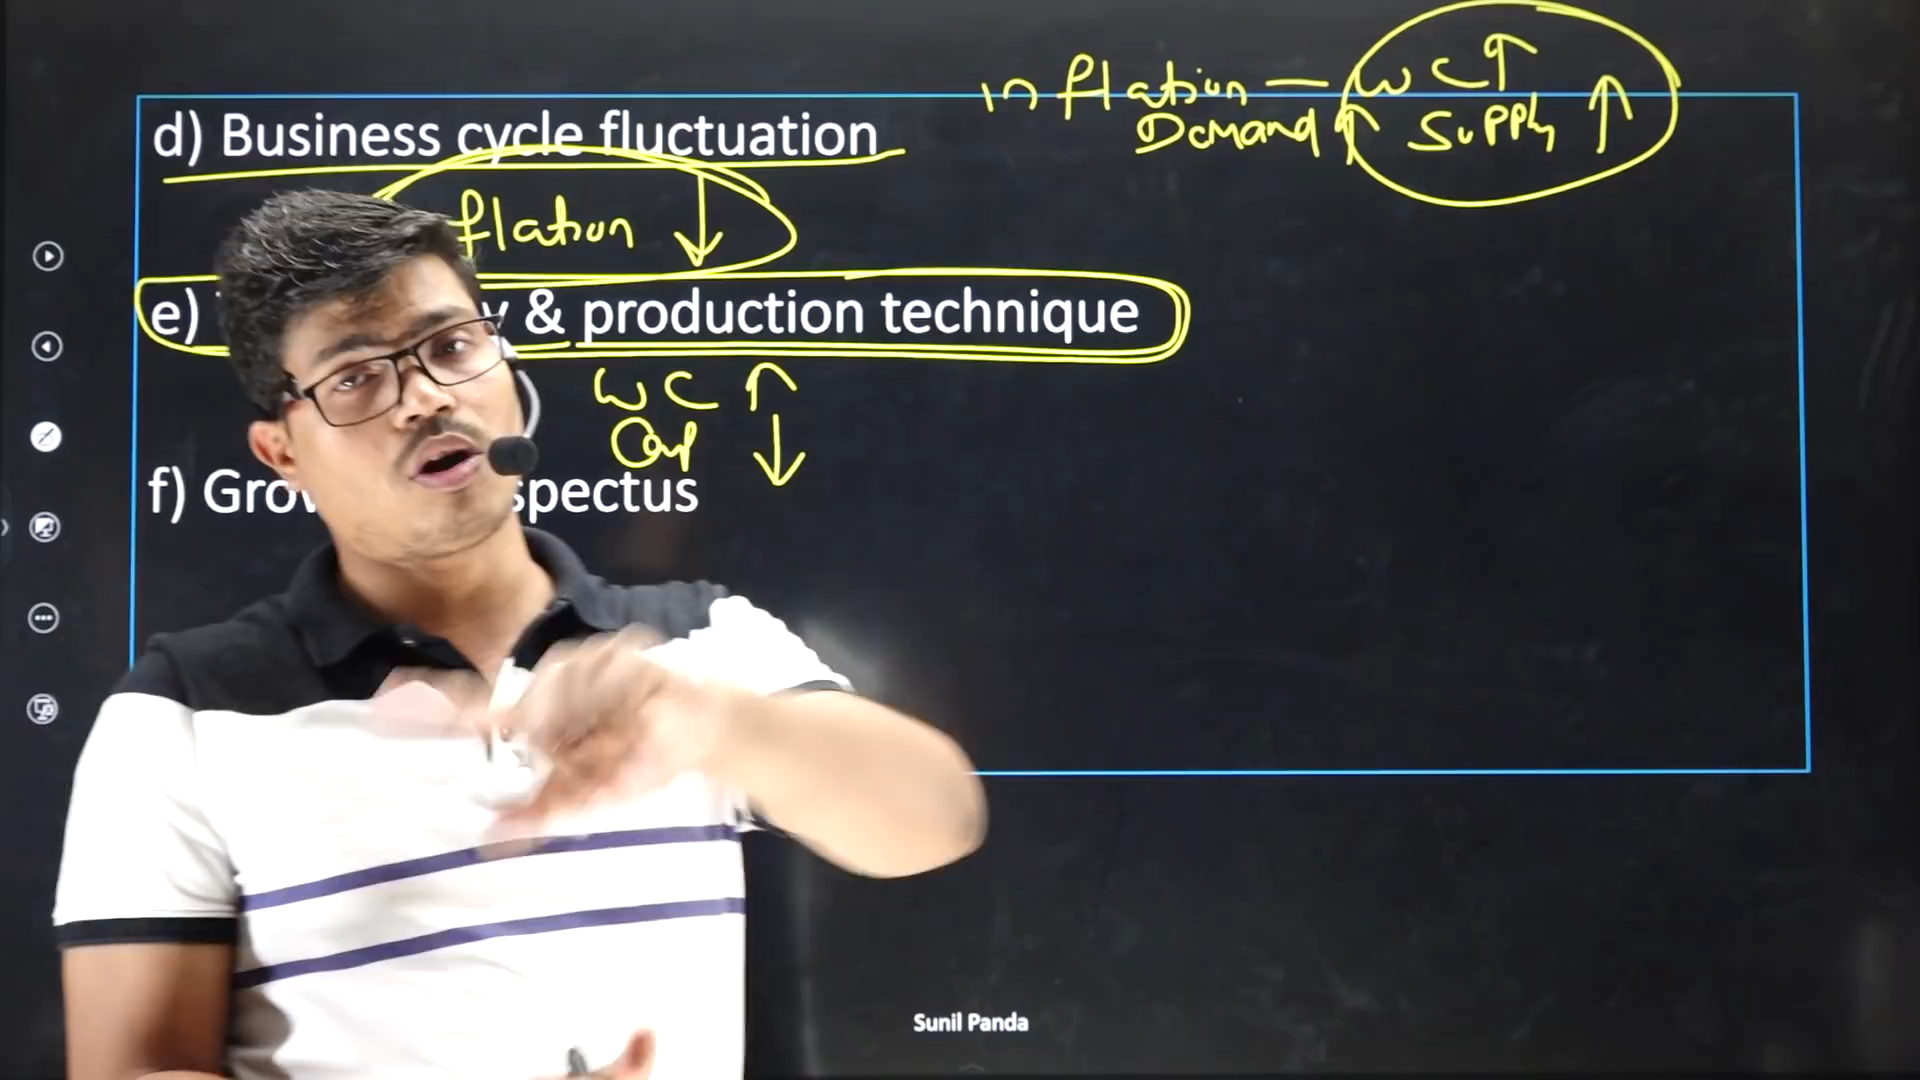 inflation — WC ↑
Demand ↑ Supply ↑
d) Business cycle fluctuation
flation ↓
e) & production technique
WC ↑
Cap ↓
f) Gro spectus
Sunil Panda